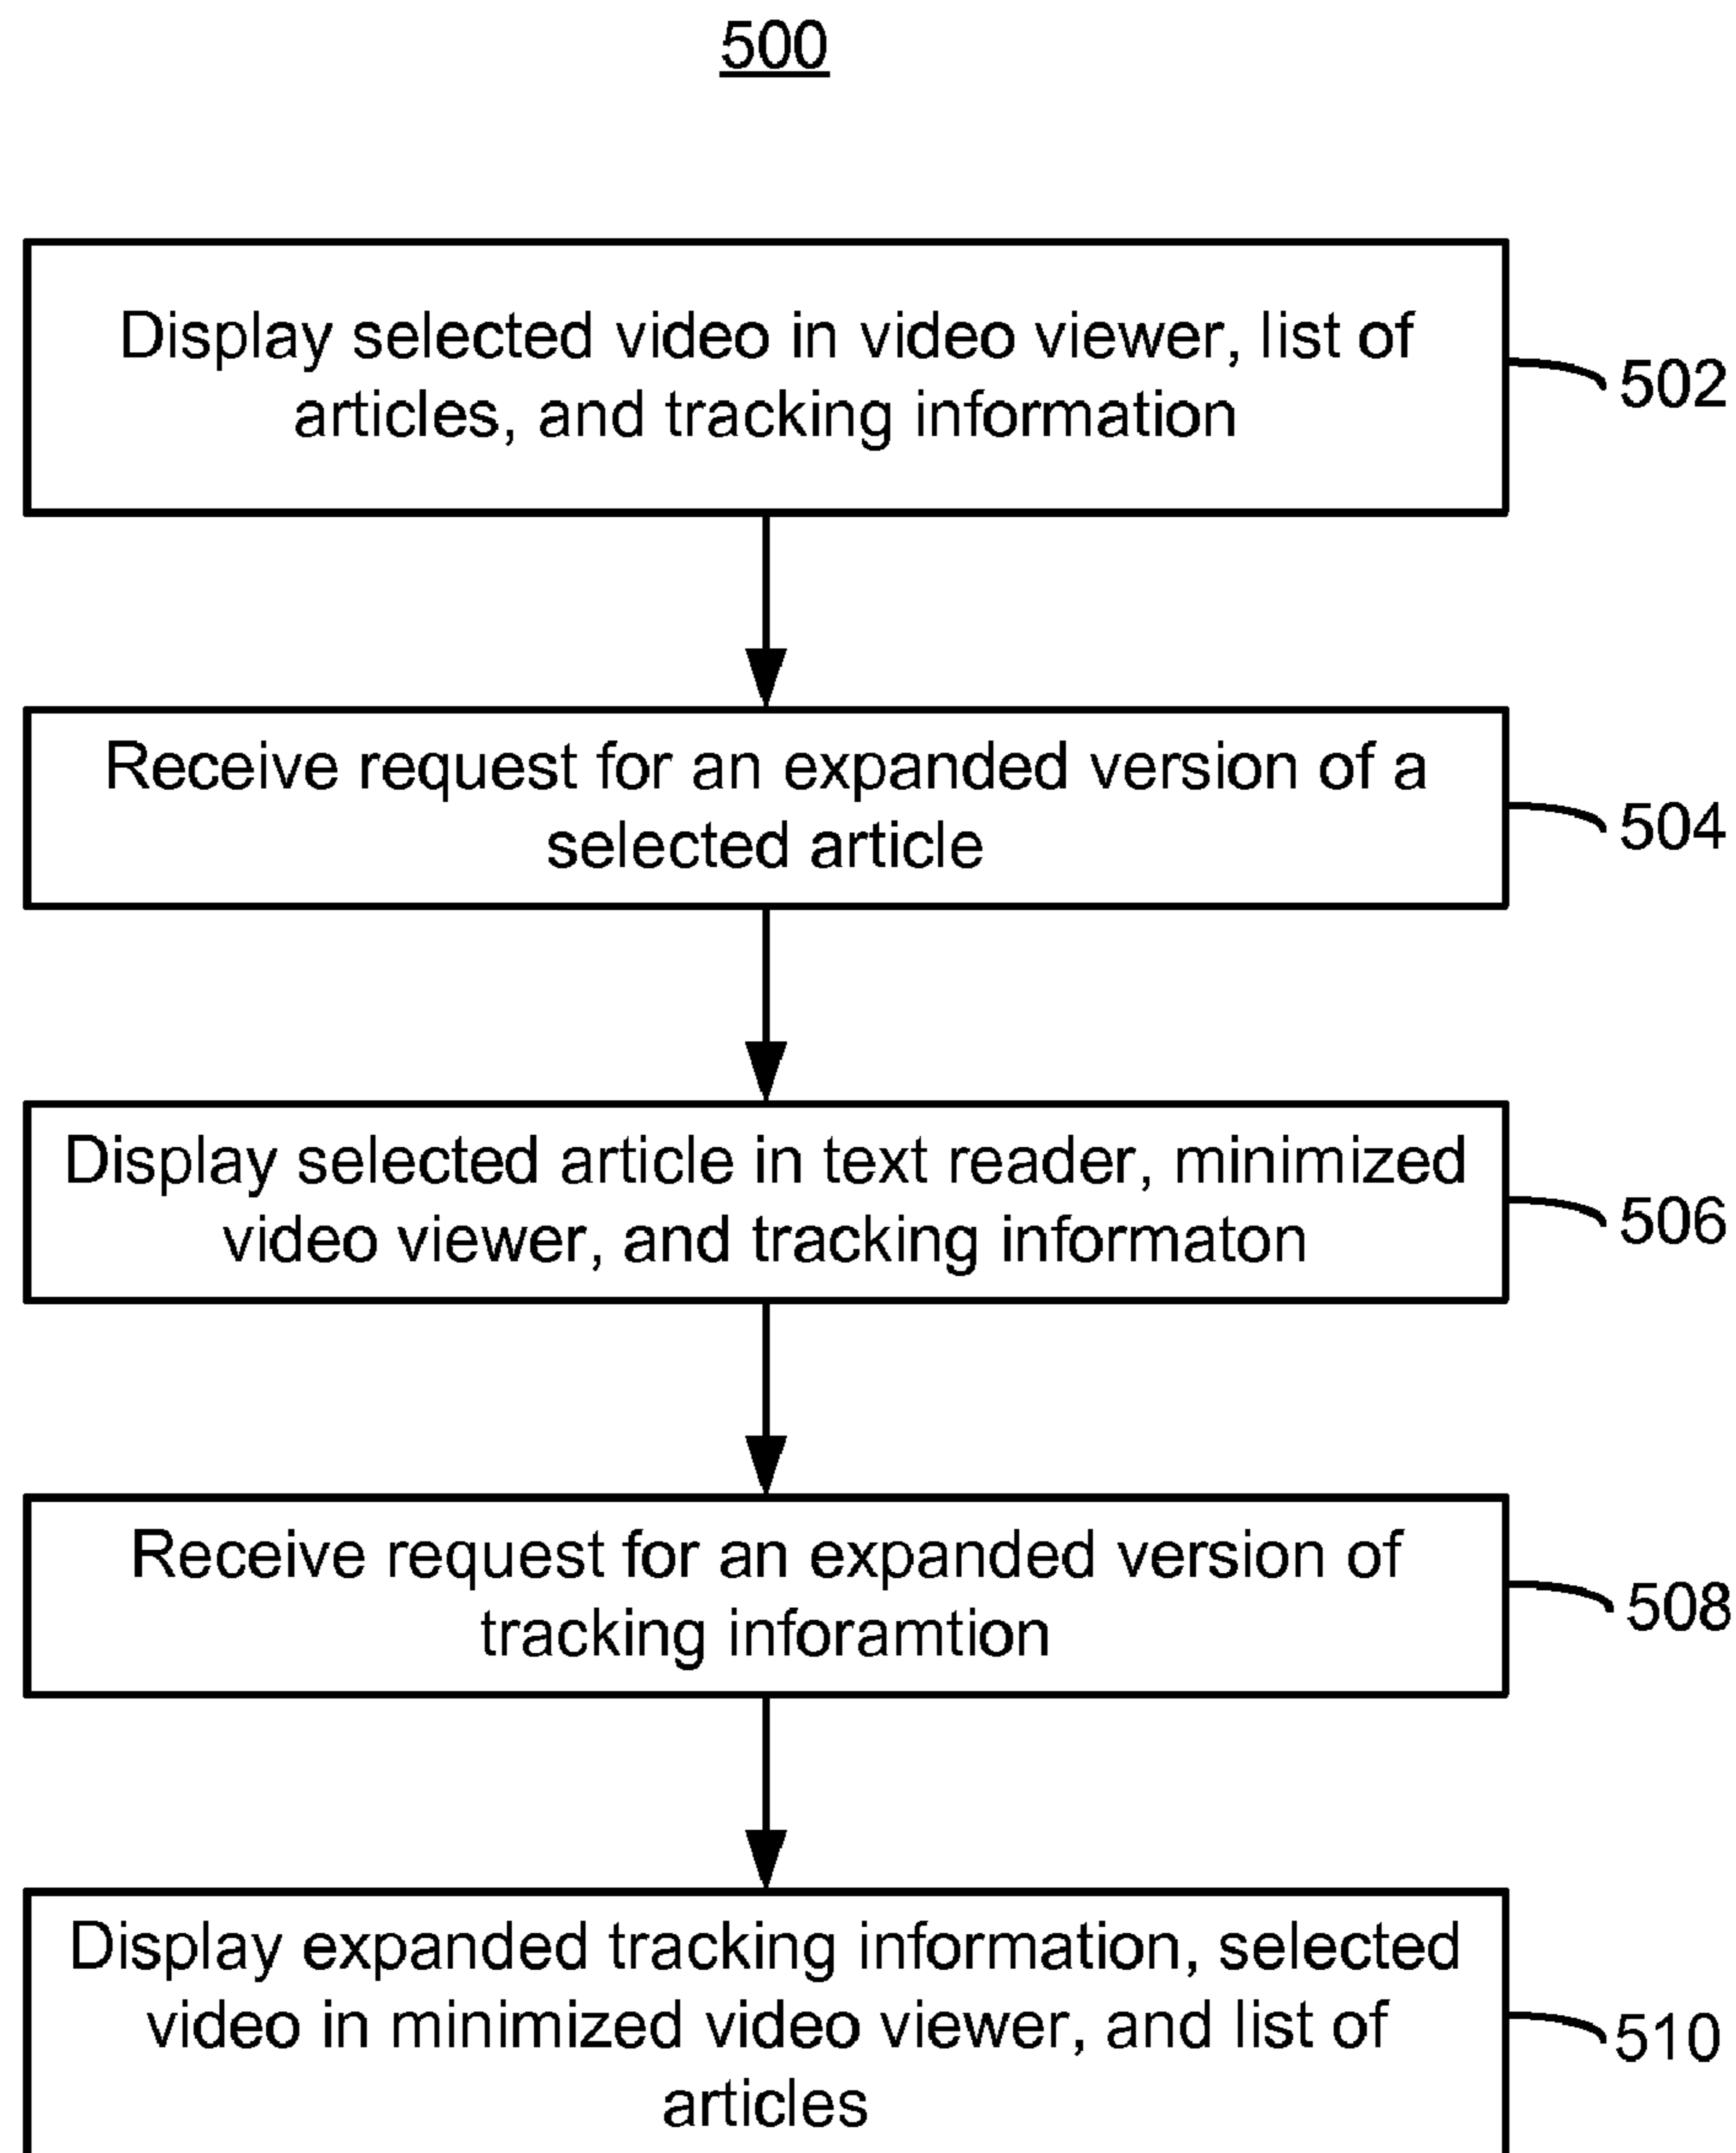 500
Display selected video in video viewer, list of
articles, and tracking information
502
Receive request for an expanded version of a
selected article
504
Display selected article in text reader, minimized
video viewer, and tracking informaton
506
Receive request for an expanded version of
tracking inforamtion
508
Display expanded tracking information, selected
video in minimized video viewer, and list of
articles
510